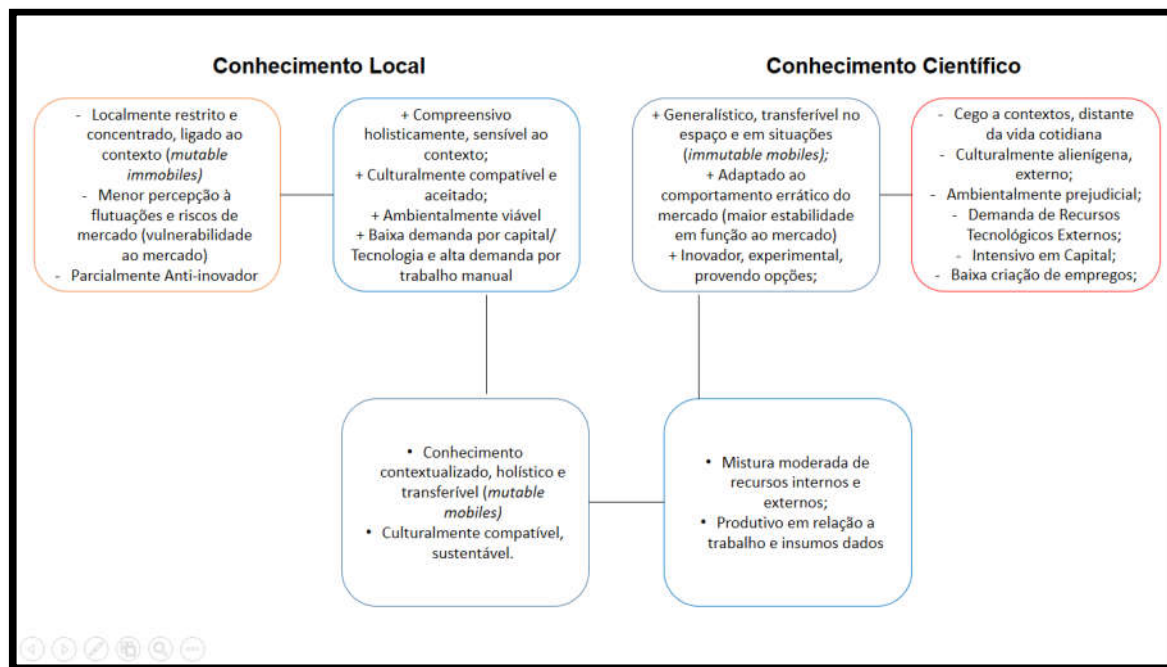 Conhecimento Local
- Localmente restrito e
concentrado, ligado ao
contexto (mutable
immobiles)
- Menor percepção à
flutuações e riscos de
mercado (vulnerabilidade
ao mercado)
- Parcialmente Anti-inovador
+ Compreensivo
holisticamente, sensível ao
contexto;
+ Culturalmente compatível e
aceitado;
+ Ambientalmente viável
+ Baixa demanda por capital/
Tecnologia e alta demanda por
trabalho manual
Conhecimento Científico
+ Generalístico, transferível no
espaço e em situações
(immutable mobiles);
+ Adaptado ao
comportamento errático do
mercado (maior estabilidade
em função ao mercado)
+ Inovador, experimental,
provendo opções;
- Cego a contextos, distante
da vida cotidiana
- Culturalmente alienígena,
externo;
- Ambientalmente prejudicial;
- Demanda de Recursos
Tecnológicos Externos;
- Intensivo em Capital;
- Baixa criação de empregos;
• Conhecimento
contextualizado, holístico e
transferível (mutable
mobiles)
• Culturalmente compatível,
sustentável.
• Mistura moderada de
recursos internos e
externos;
• Produtivo em relação a
trabalho e insumos dados